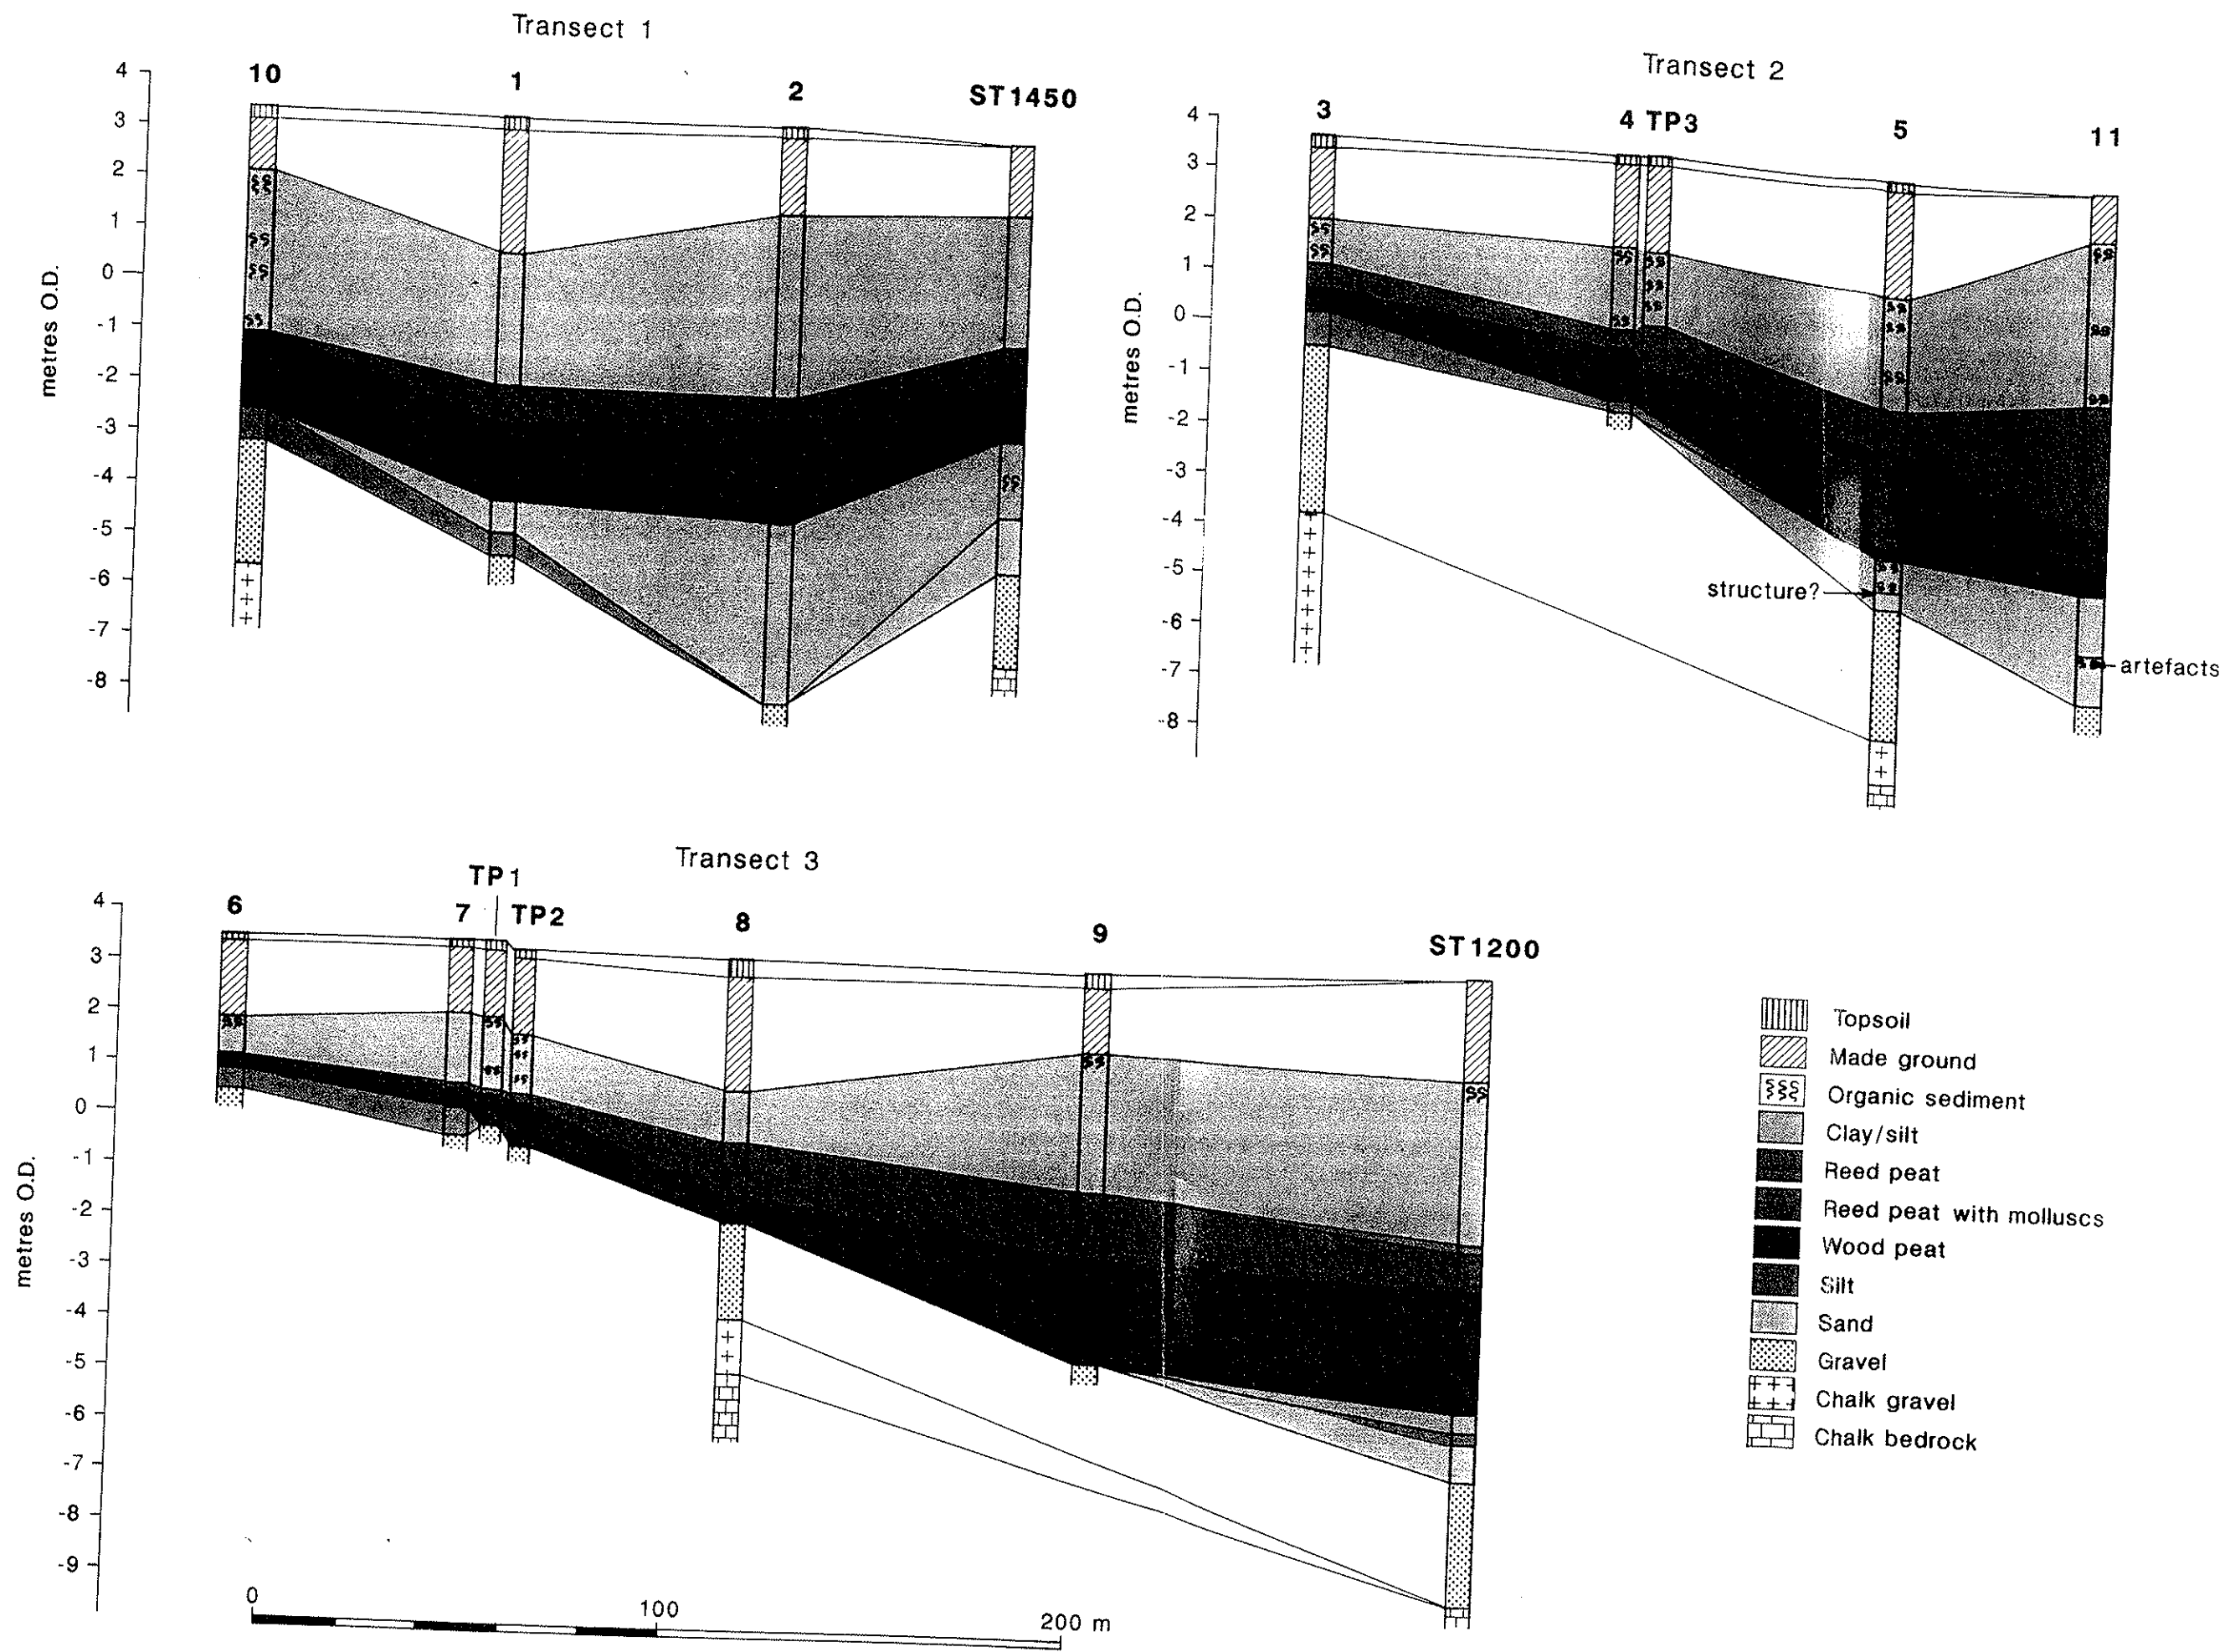 Transect 1
10
1
2
ST1450
4
3
2
1
0
-1
-2
-3
-4
-5
-6
-7
-8
metres O.D.
Transect 2
3
4 TP3
5
11
4
3
2
1
0
-1
-2
-3
-4
-5
-6
-7
-8
metres O.D.
structure?
artefacts
Transect 3
TP1
6
7
TP2
8
9
ST1200
4
3
2
1
0
-1
-2
-3
-4
-5
-6
-7
-8
-9
metres O.D.
0
100
200 m
Topsoil
Made ground
Organic sediment
Clay/silt
Reed peat
Reed peat with molluscs
Wood peat
Silt
Sand
Gravel
Chalk gravel
Chalk bedrock